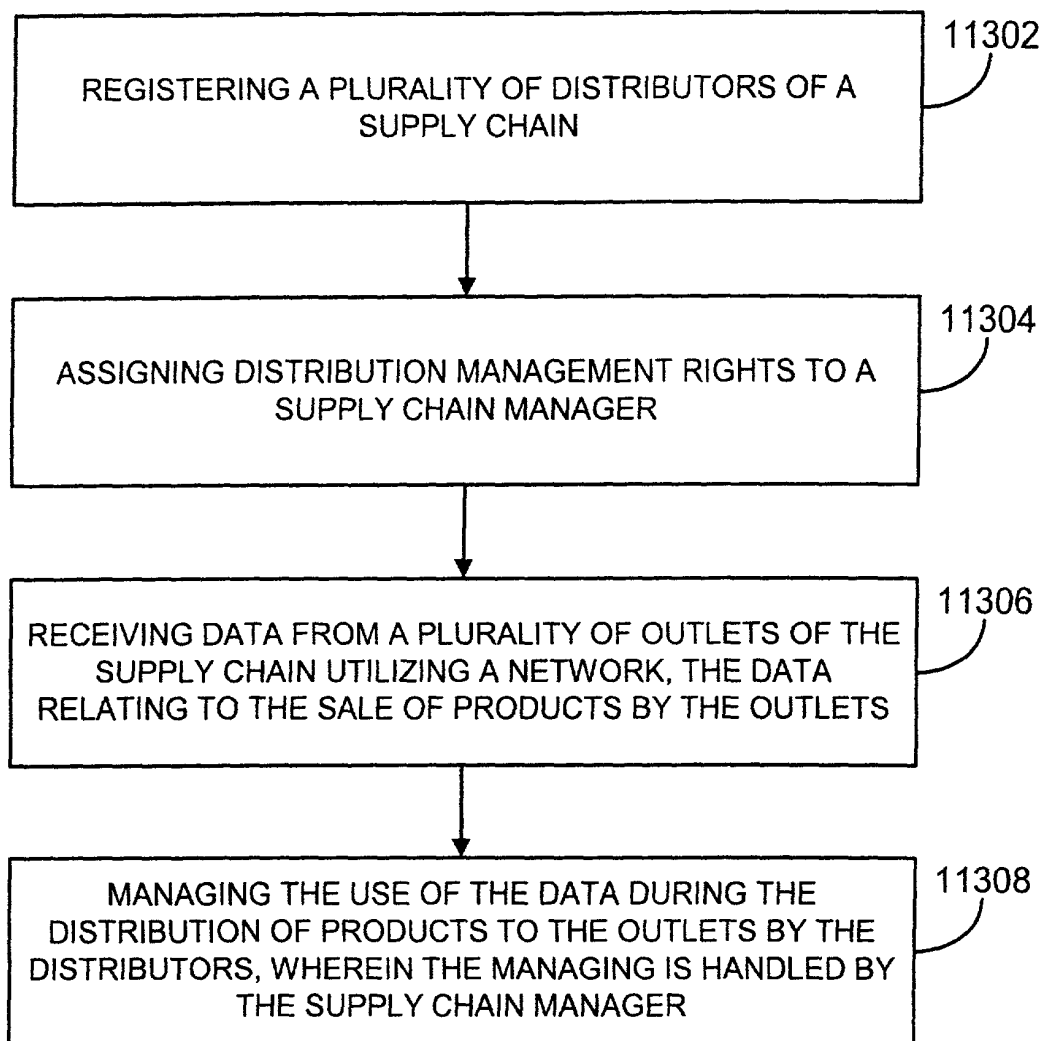 11302
REGISTERING A PLURALITY OF DISTRIBUTORS OF A
SUPPLY CHAIN
11304
ASSIGNING DISTRIBUTION MANAGEMENT RIGHTS TO A
SUPPLY CHAIN MANAGER
11306
RECEIVING DATA FROM A PLURALITY OF OUTLETS OF THE
SUPPLY CHAIN UTILIZING A NETWORK, THE DATA
RELATING TO THE SALE OF PRODUCTS BY THE OUTLETS
11308
MANAGING THE USE OF THE DATA DURING THE
DISTRIBUTION OF PRODUCTS TO THE OUTLETS BY THE
DISTRIBUTORS, WHEREIN THE MANAGING IS HANDLED BY
THE SUPPLY CHAIN MANAGER